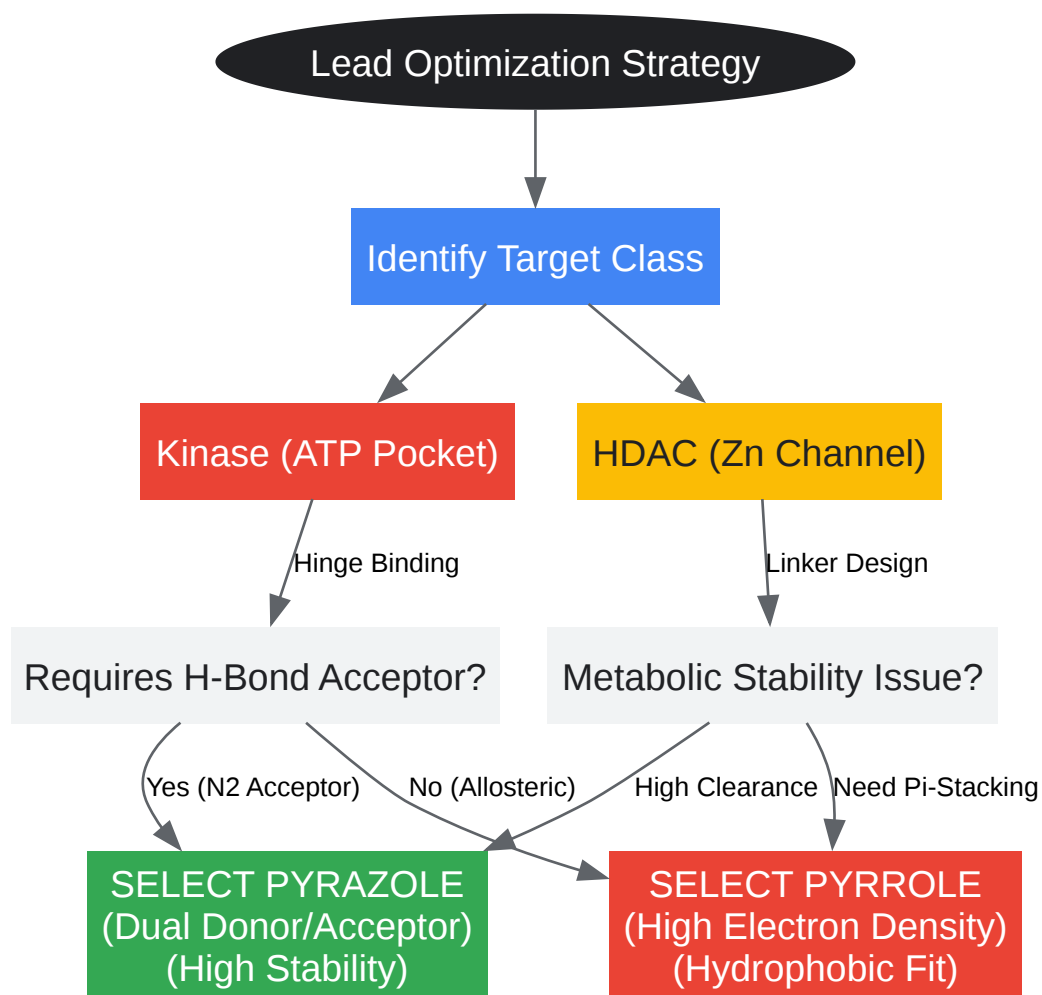 Lead Optimization Strategy
Identify Target Class
Kinase (ATP Pocket)
HDAC (Zn Channel)
Hinge Binding
Linker Design
Requires H-Bond Acceptor?
Metabolic Stability Issue?
Yes (N2 Acceptor)
No (Allosteric)
High Clearance
Need Pi-Stacking
SELECT PYRAZOLE
(Dual Donor/Acceptor)
(High Stability)
SELECT PYRROLE
(High Electron Density)
(Hydrophobic Fit)